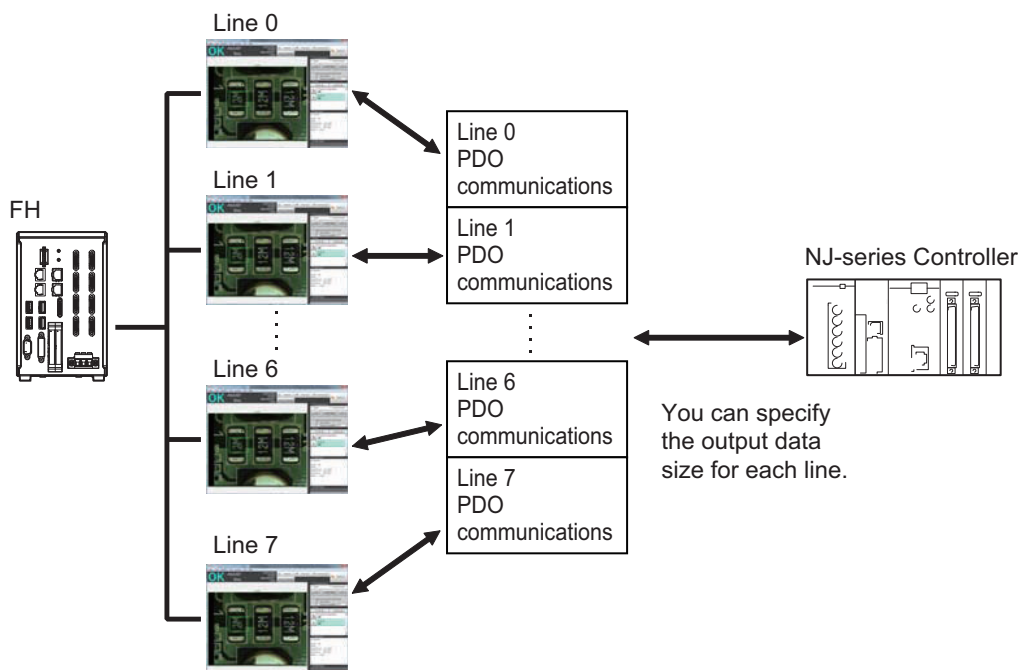 Line 0
OK
Line 0
PDO
communications
Line 1
OK
Line 1
PDO
communications
FH
NJ-series Controller
Line 6
OK
Line 6
PDO
communications
You can specify
the output data
size for each line.
Line 7
OK
Line 7
PDO
communications